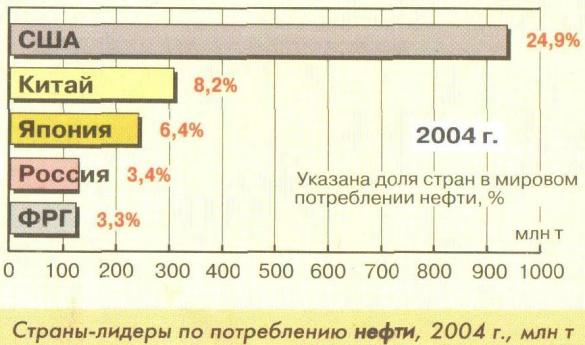 США 24,9%
Китай 8,2%
Япония 6,4%
2004 г.
Россия 3,4%
Указана доля стран в мировом
потреблении нефти, %
ФРГ 3,3%
млн т
0 100 200 300 400 500 600 700 800 900 1000
Страны-лидеры по потреблению нефти, 2004 г., млн т